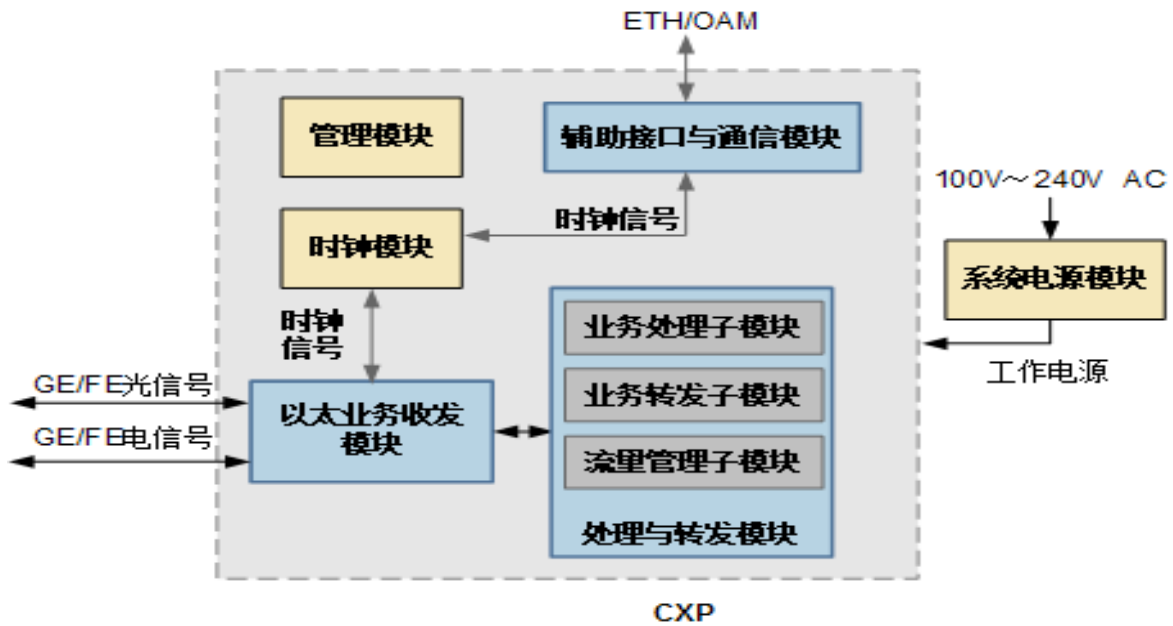 ETH/OAM
管理模块
辅助接口与通信模块
100V～240V AC
时钟信号
时钟模块
系统电源模块
时钟
信号
业务处理子模块
工作电源
GE/FE光信号
业务转发子模块
以太业务收发
模块
GE/FE电信号
流量管理子模块
处理与转发模块
CXP